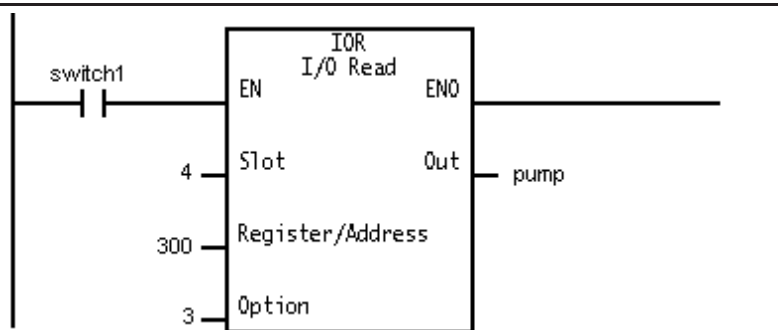 IOR
I/O Read
switch1
EN ENO
4 Slot Out pump
300 Register/Address
3 Option